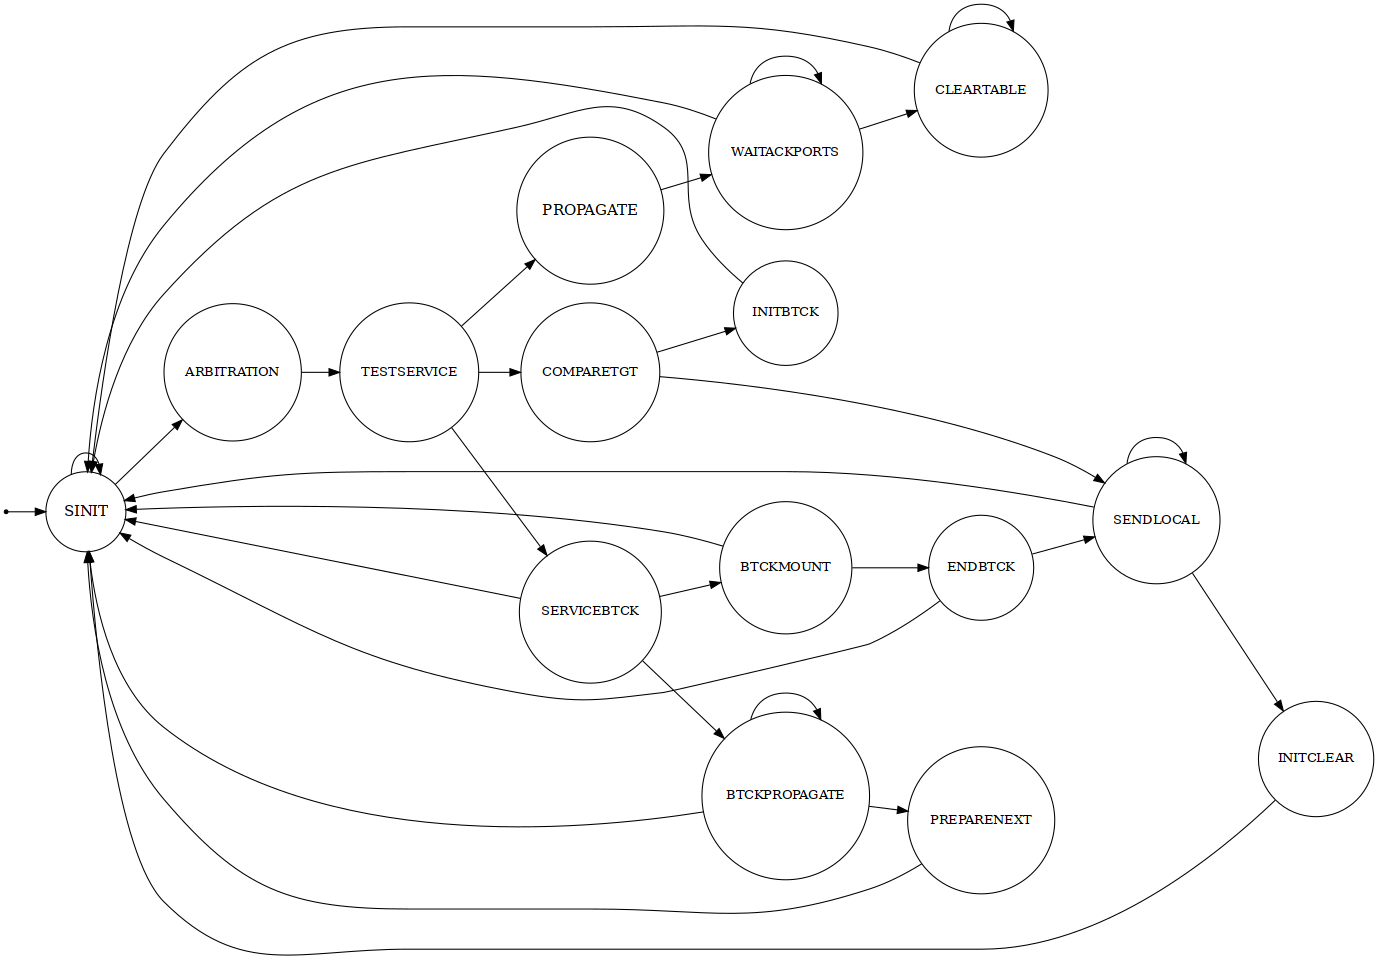 CLEARTABLE
WAITACKPORTS
PROPAGATE
INITBTCK
ARBITRATION
TESTSERVICE
COMPARETGT
SINIT
SENDLOCAL
BTCKMOUNT
ENDBTCK
SERVICEBTCK
INITCLEAR
BTCKPROPAGATE
PREPARENEXT